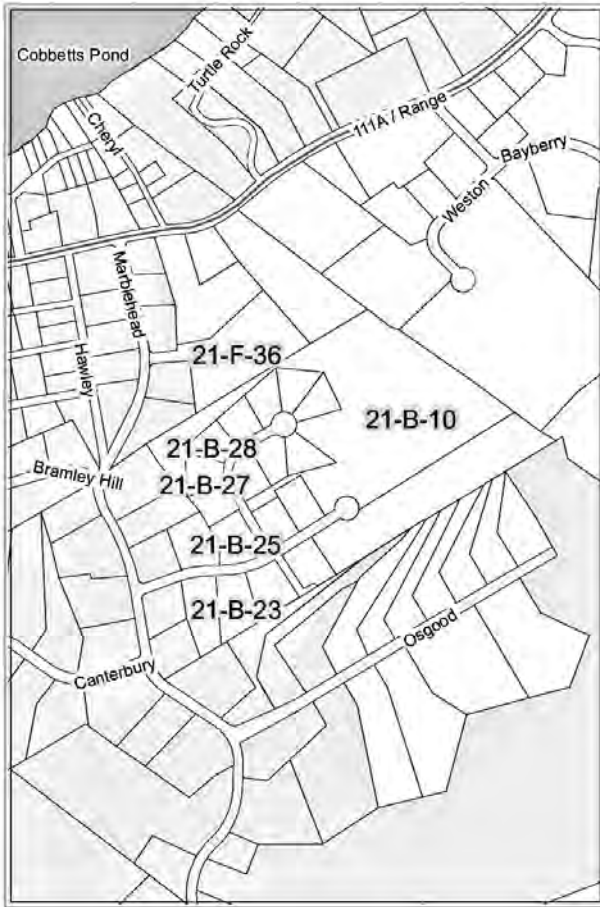 Cobbetts Pond
Turtle Rock
Cheryl
111A / Range
Bayberry
Weston
Marblehead
Hawley
21-F-36
21-B-10
21-B-28
Bramley Hill
21-B-27
21-B-25
21-B-23
Osgood
Canterbury